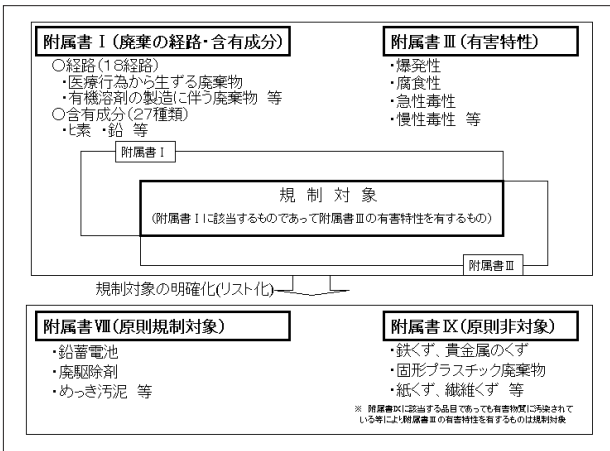 附属書Ⅰ(廃棄の経路・含有成分)
○経路(18経路)
・医療行為から生ずる廃棄物
・有機溶剤の製造に伴う廃棄物 等
○含有成分(27種類)
・ヒ素 ・鉛 等
附属書Ⅲ(有害特性)
・爆発性
・腐食性
・急性毒性
・慢性毒性 等
附属書Ⅰ
規 制 対 象
(附属書Ⅰに該当するものであって附属書Ⅲの有害特性を有するもの)
附属書Ⅲ
規制対象の明確化(リスト化)
附属書Ⅷ(原則規制対象)
・鉛蓄電池
・廃駆除剤
・めっき汚泥 等
附属書Ⅸ(原則非対象)
・鉄くず、貴金属のくず
・固形プラスチック廃棄物
・紙くず、繊維くず 等
※ 附属書Ⅸに該当する品目であっても有害物質に汚染されて
いる等により附属書Ⅲの有害特性を有するものは規制対象